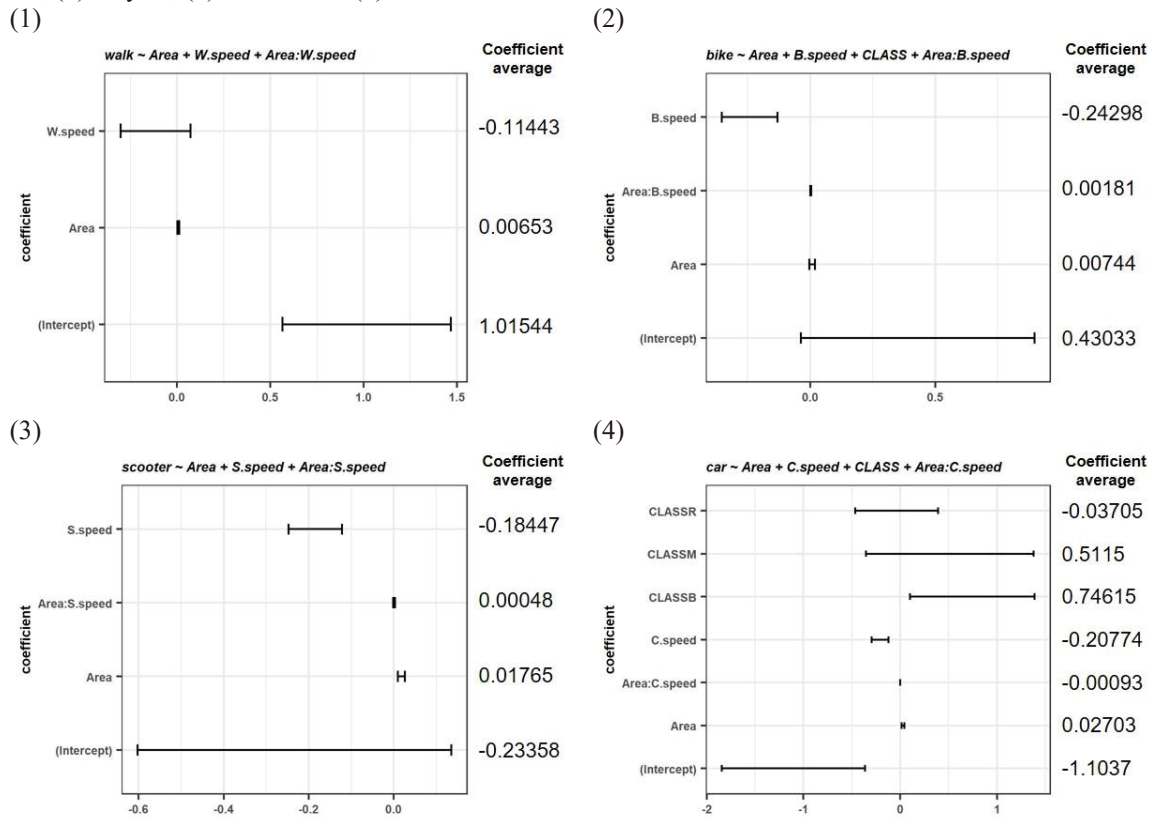 (1)
walk ~ Area + W.speed + Area:W.speed
Coefficient
average
coefficient
W.speed
-0.11443
Area
0.00653
(Intercept)
1.01544
0.0 0.5 1.0 1.5
(2)
bike ~ Area + B.speed + CLASS + Area:B.speed
Coefficient
average
B.speed
-0.24298
Area:B.speed
0.00181
Area
0.00744
(Intercept)
0.43033
0.0 0.5
(3)
scooter ~ Area + S.speed + Area:S.speed
Coefficient
average
coefficient
S.speed
-0.18447
Area:S.speed
0.00048
Area
0.01765
(Intercept)
-0.23358
-0.6 -0.4 -0.2 0.0
(4)
car ~ Area + C.speed + CLASS + Area:C.speed
Coefficient
average
coefficient
CLASSR
-0.03705
CLASSM
0.5115
CLASSB
0.74615
C.speed
-0.20774
Area:C.speed
-0.00093
Area
0.02703
(Intercept)
-1.1037
-2 -1 0 1